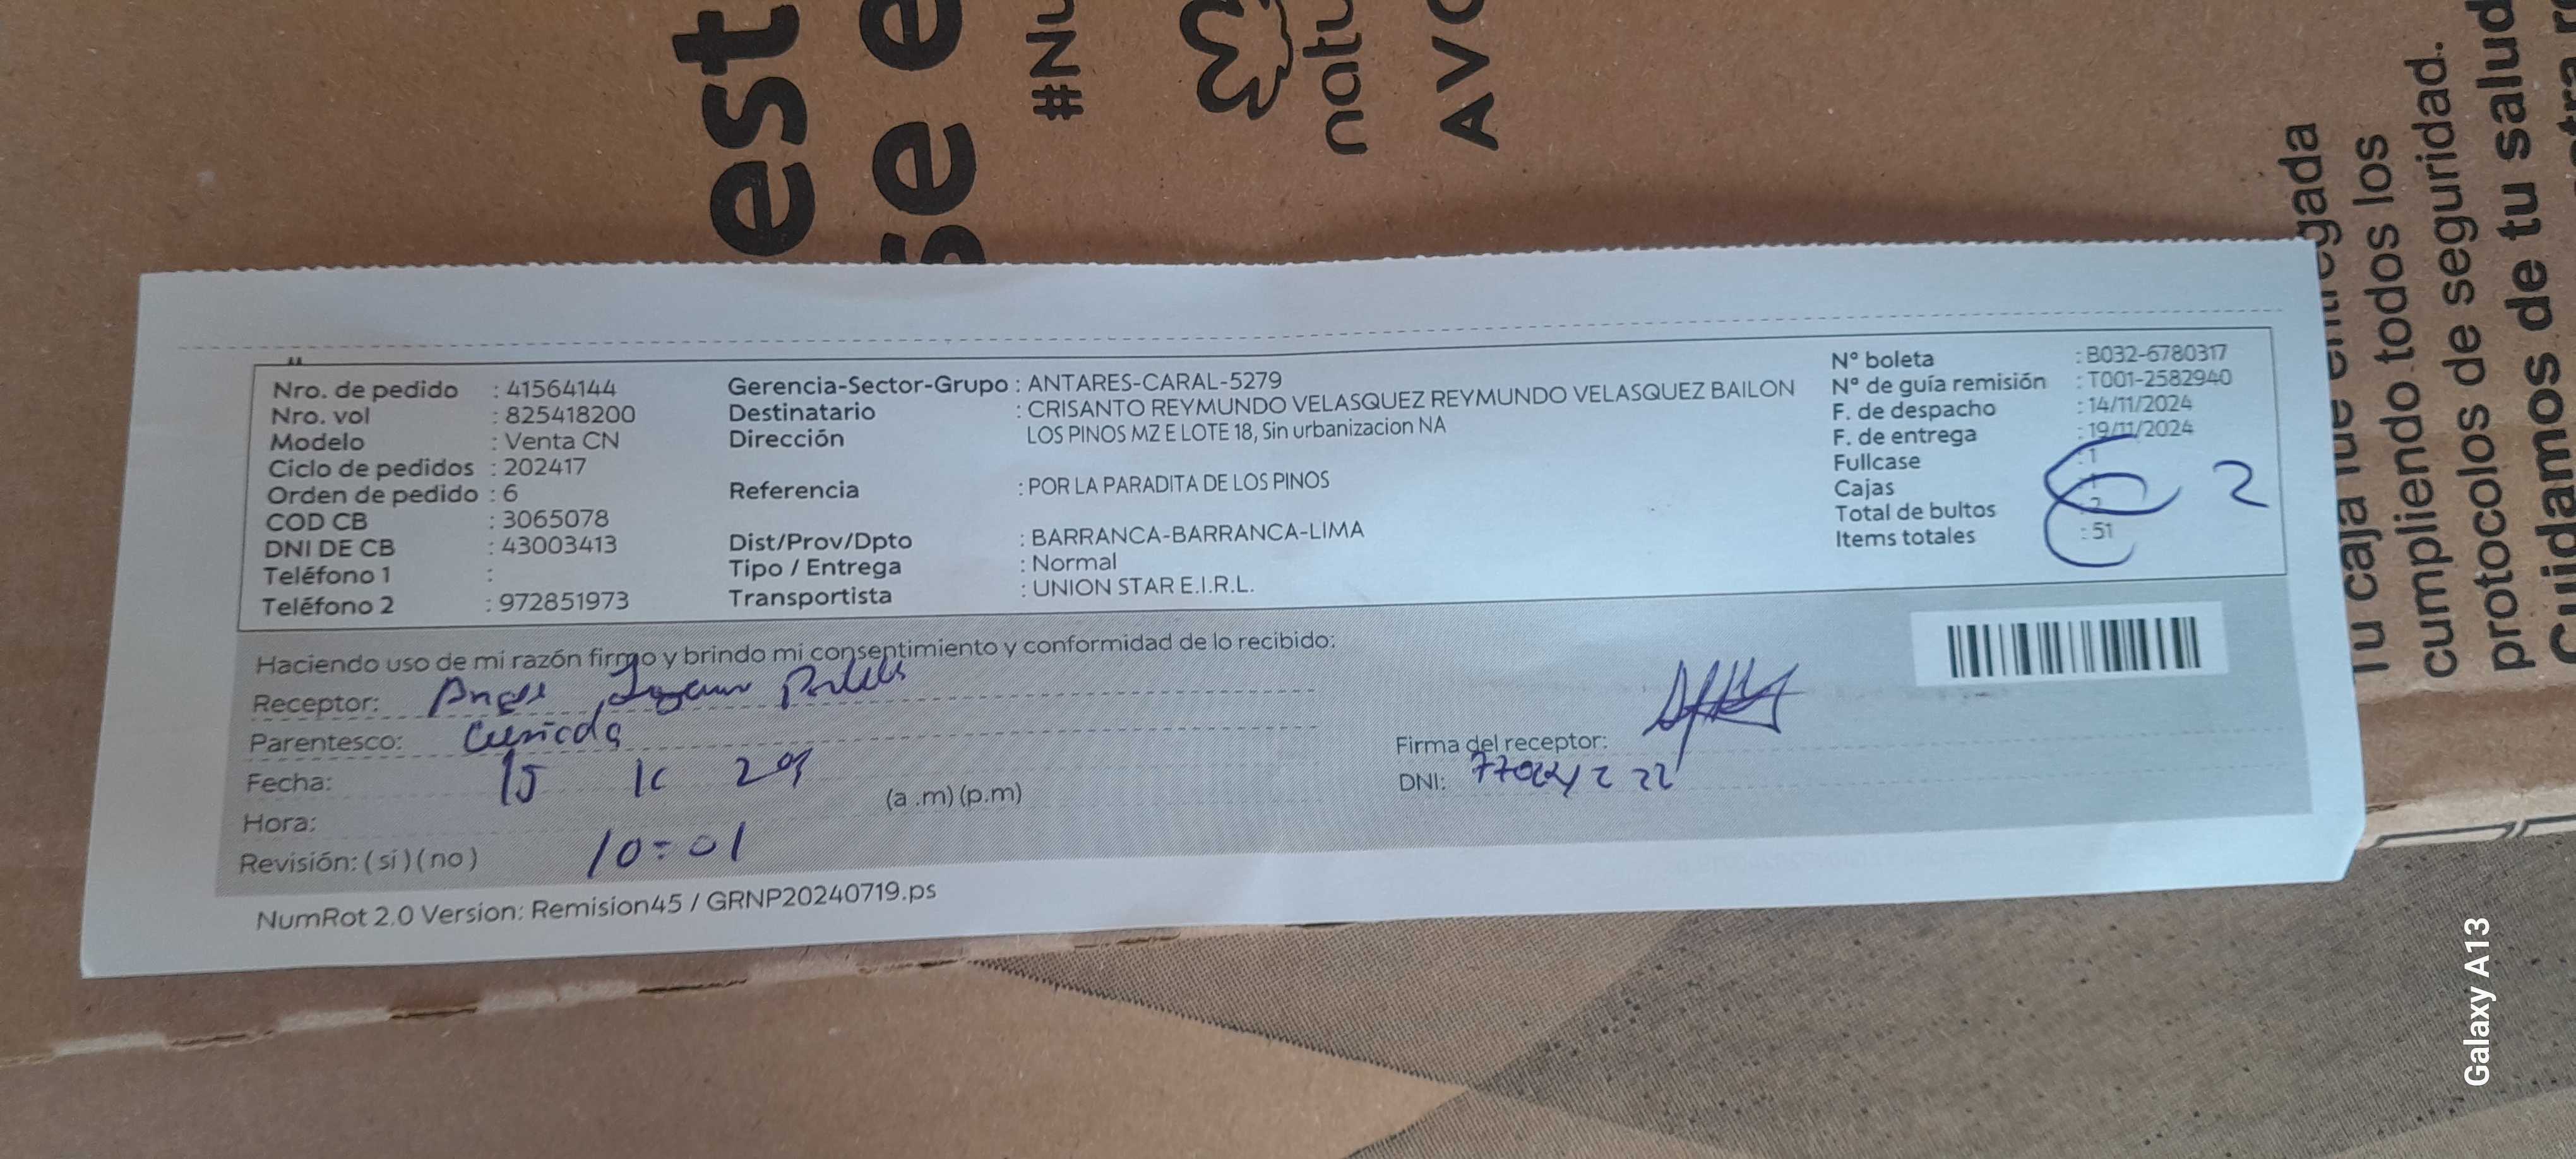 est
se e
#Nu
natu
AVO
Tu caja fue entregada
cumpliendo todos los
protocolos de seguridad.
Cuidamos de tu salud
Nro. de pedido : 41564144
Nro. vol : 825418200
Modelo : Venta CN
Ciclo de pedidos : 202417
Orden de pedido : 6
COD CB : 3065078
DNI DE CB : 43003413
Teléfono 1 :
Teléfono 2 : 972851973
Gerencia-Sector-Grupo : ANTARES-CARAL-5279
Destinatario : CRISANTO REYMUNDO VELASQUEZ REYMUNDO VELASQUEZ BAILON
Dirección LOS PINOS MZ E LOTE 18, Sin urbanizacion NA
Referencia : POR LA PARADITA DE LOS PINOS
Dist/Prov/Dpto : BARRANCA-BARRANCA-LIMA
Tipo / Entrega : Normal
Transportista : UNION STAR E.I.R.L.
Nº boleta : B032-6780317
Nº de guía remisión : T001-2582940
F. de despacho : 14/11/2024
F. de entrega : 19/11/2024
Fullcase : 1
Cajas : 1
Total de bultos : 2
Items totales : 51
2
Haciendo uso de mi razón firmo y brindo mi consentimiento y conformidad de lo recibido:
Receptor:
Parentesco:
Fecha: 15
Hora: (a .m) (p.m)
10:01
Revisión: ( si ) ( no )
Firma del receptor:
DNI:
NumRot 2.0 Version: Remision45 / GRNP20240719.ps
Galaxy A13